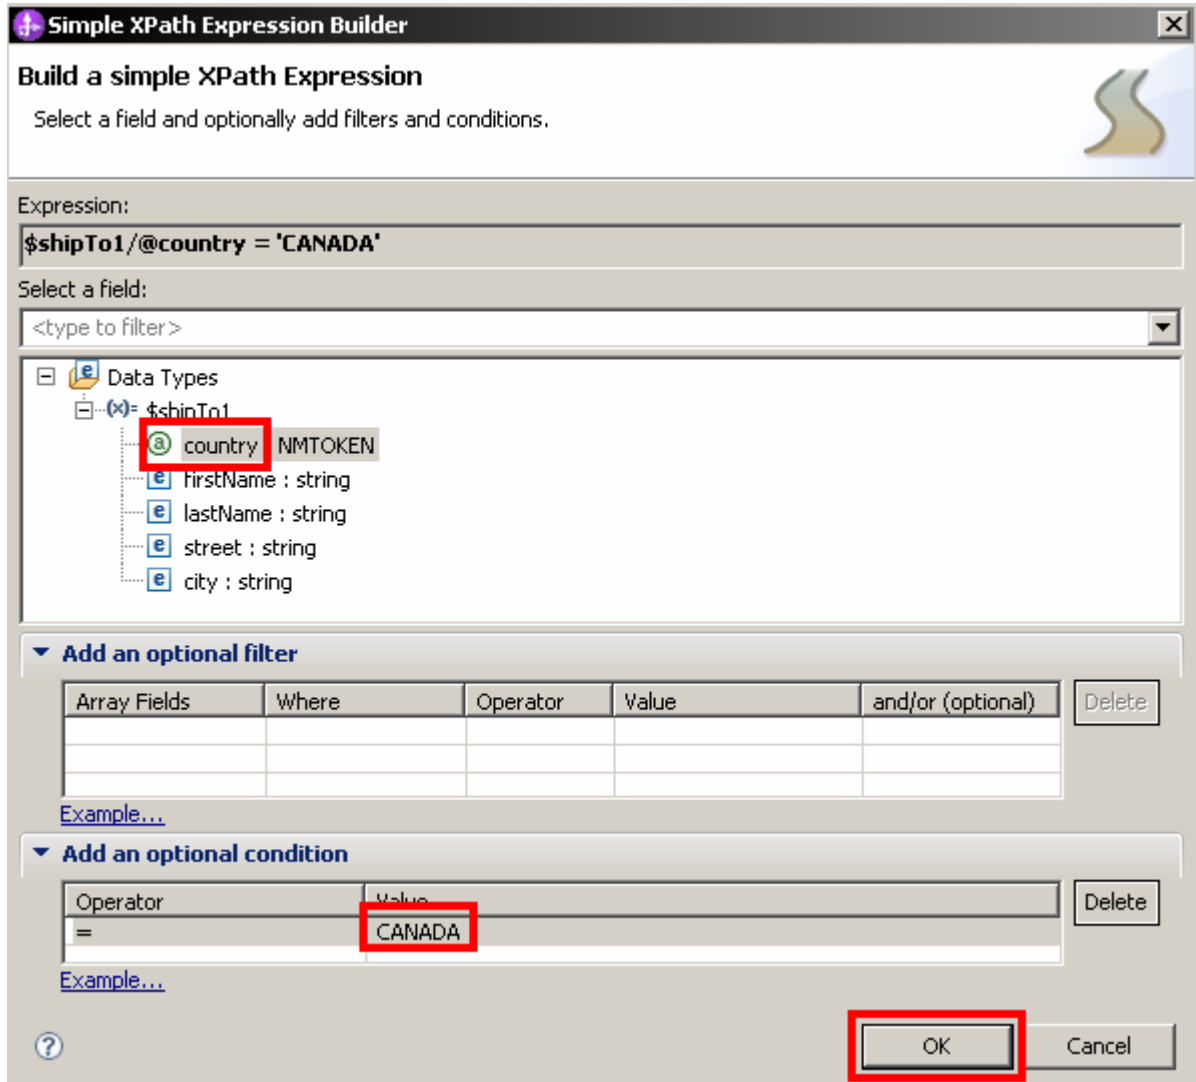 Simple XPath Expression Builder
Build a simple XPath Expression
Select a field and optionally add filters and conditions.
Expression:
$shipTo1/@country = 'CANADA'
Select a field:
<type to filter>
Data Types
$shipTo1
country NMTOKEN
firstName : string
lastName : string
street : string
city : string
Add an optional filter
Array Fields Where Operator Value and/or (optional) Delete
Example...
Add an optional condition
Operator Value Delete
= CANADA
Example...
OK Cancel